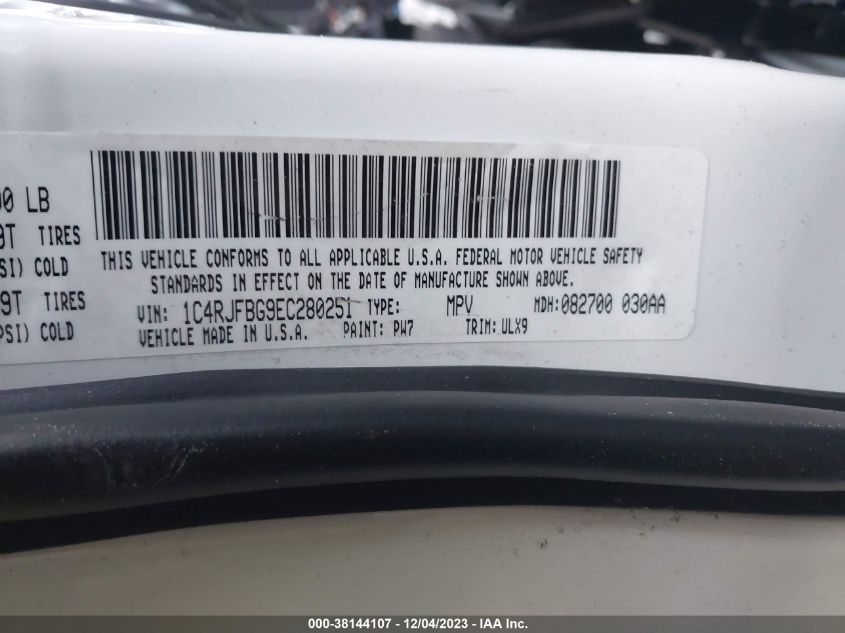 00 LB
TIRES
SI) COLD
9T TIRES
PSI) COLD
THIS VEHICLE CONFORMS TO ALL APPLICABLE U.S.A. FEDERAL MOTOR VEHICLE SAFETY
STANDARDS IN EFFECT ON THE DATE OF MANUFACTURE SHOWN ABOVE.
VIN: 1C4RJFBG9EC280251 TYPE: MPV MDH:082700 030AA
VEHICLE MADE IN U.S.A. PAINT: PW7 TRIM:ULX9
000-38144107 - 12/04/2023 - IAA Inc.